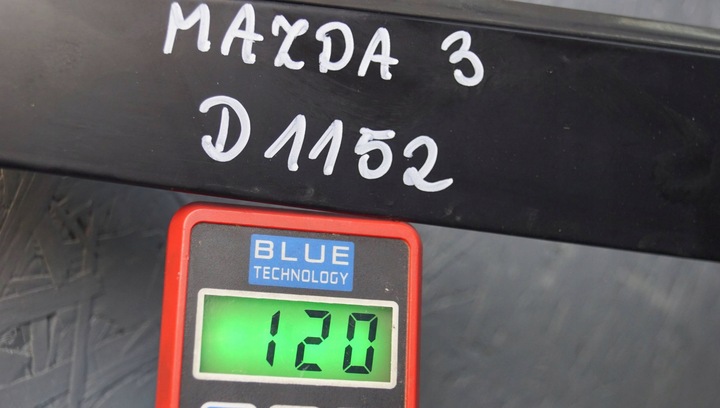 MAZDA 3
D1152
BLUE
TECHNOLOGY
120